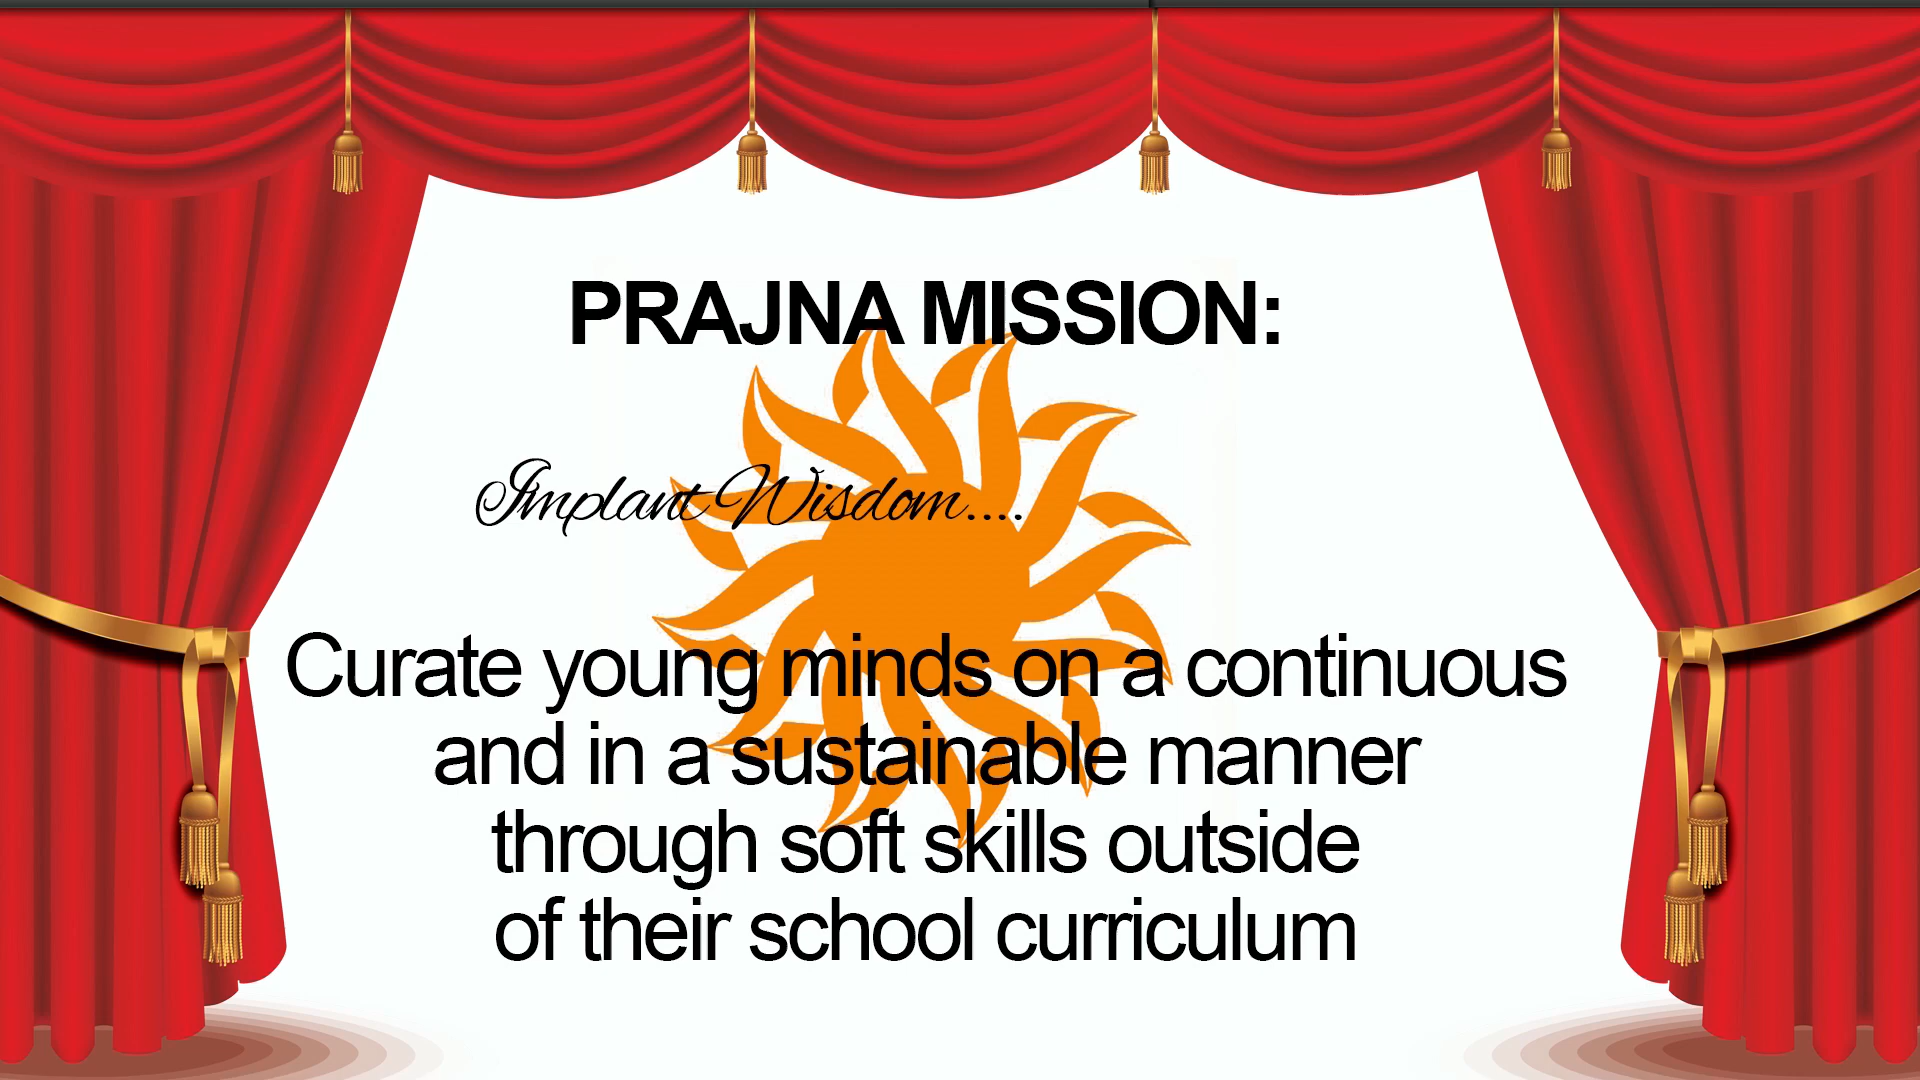 PRAJNA MISSION:
Implant Wisdom....
Curate young minds on a continuous
and in a sustainable manner
through soft skills outside
of their school curriculum